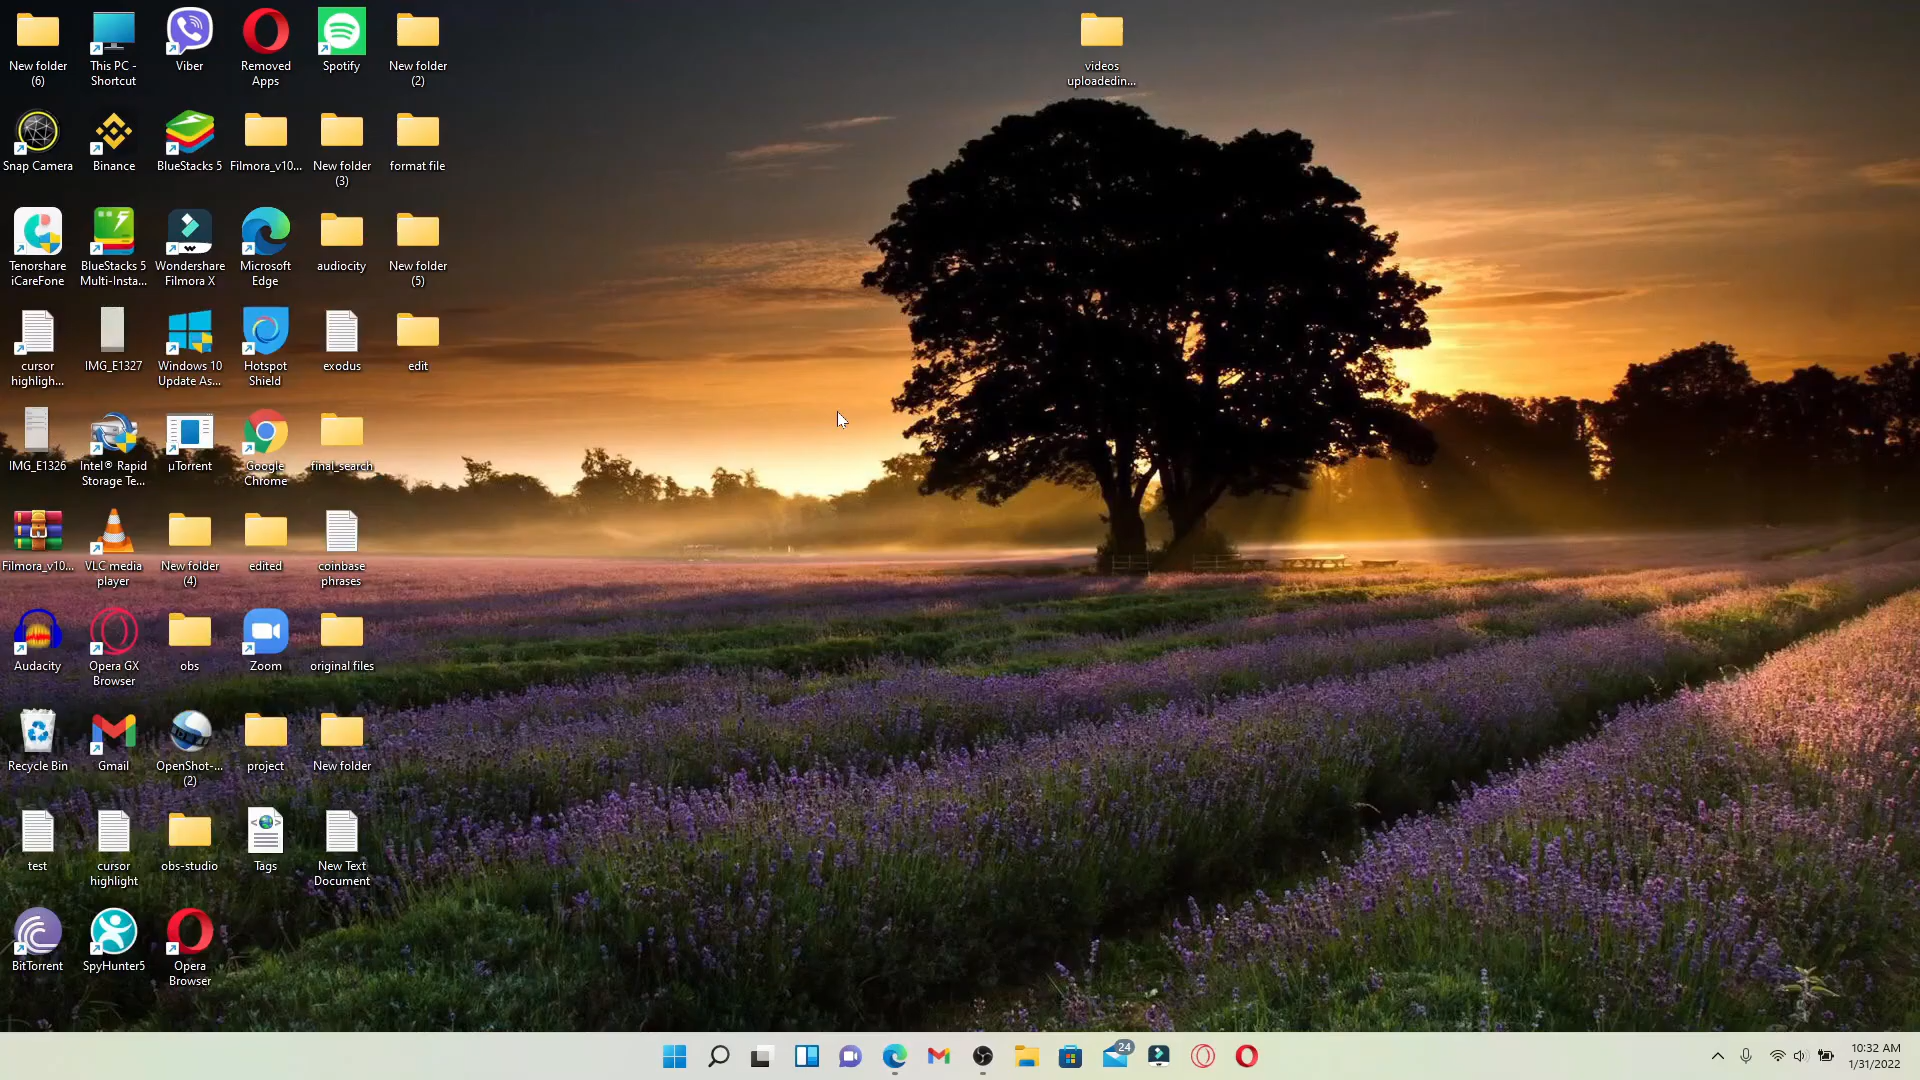 New folder
(6)
This PC -
Shortcut
Viber
Removed
Apps
Spotify
New folder
(2)
videos
uploadedin...
Snap Camera
Binance
BlueStacks 5
Filmora_v10...
New folder
(3)
format file
Tenorshare
iCareFone
BlueStacks 5
Multi-Insta...
Wondershare
Filmora X
Microsoft
Edge
audiocity
New folder
(5)
cursor
highligh...
IMG_E1327
Windows 10
Update As...
Hotspot
Shield
exodus
edit
IMG_E1326
Intel® Rapid
Storage Te...
µTorrent
Google
Chrome
final_search
Filmora_v10...
VLC media
player
New folder
(4)
edited
coinbase
phrases
Audacity
Opera GX
Browser
obs
Zoom
original files
Recycle Bin
Gmail
OpenShot-...
(2)
project
New folder
test
cursor
highlight
obs-studio
Tags
New Text
Document
BitTorrent
SpyHunter5
Opera
Browser
24
10:32 AM
1/31/2022